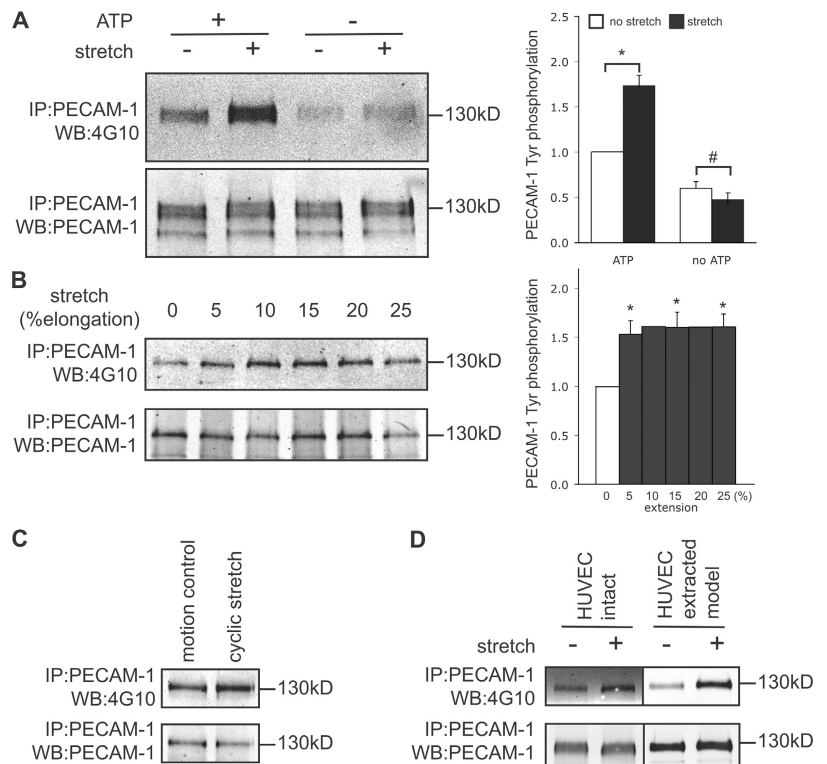 A
ATP + -
stretch - + - +
IP:PECAM-1
WB:4G10
130kD
IP:PECAM-1
WB:PECAM-1
130kD
no stretch stretch
PECAM-1 Tyr phosphorylation
2.5
2.0
1.5
1.0
0.5
0.0
*
#
ATP no ATP
B
stretch
(%elongation) 0 5 10 15 20 25
IP:PECAM-1
WB:4G10
130kD
IP:PECAM-1
WB:PECAM-1
130kD
PECAM-1 Tyr phosphorylation
2.0
1.5
1.0
0.5
0.0
* * *
0 5 10 15 20 25 (%)
extension
C
motion control
cyclic stretch
IP:PECAM-1
WB:4G10
130kD
IP:PECAM-1
WB:PECAM-1
130kD
D
HUVEC
intact
HUVEC
extracted
model
stretch - + - +
IP:PECAM-1
WB:4G10
130kD
IP:PECAM-1
WB:PECAM-1
130kD